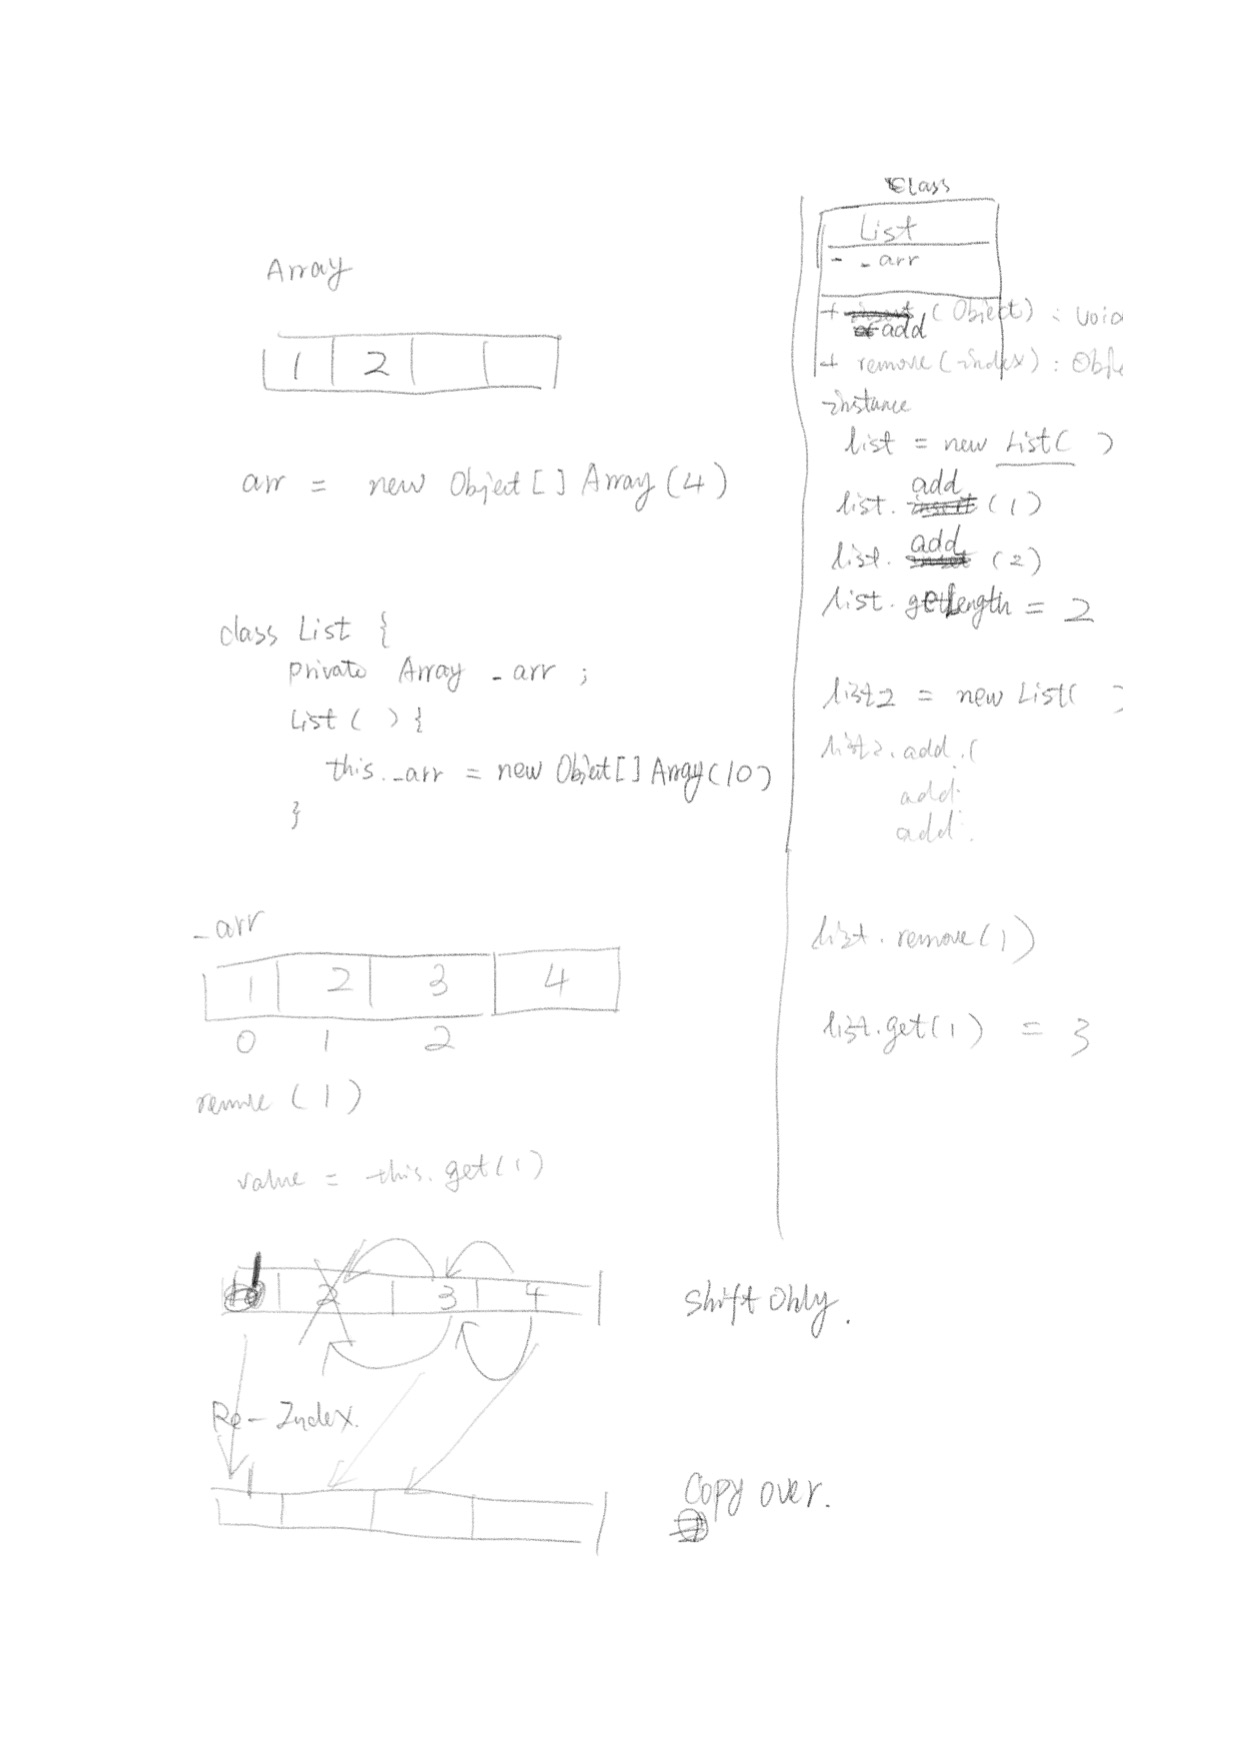 Array
1 2
arr = new Object[] Array(4)
class List {
private Array _arr ;
List ( ) {
this._arr = new Object[] Array(10)
}
_arr
1 2 3 4
0 1 2
remove (1)
value = this.get(1)
1 2 3 4
Shift Only.
Re-Index.
1
Copy over.
Class
List
- _arr
+ add (Object) : void
+ remove (index) :
instance
list = new List( )
list. add (1)
list. add (2)
list. getLength = 2
list2 = new List( )
list2.add.(
add.
add.
list.remove(1)
list.get(1) = 3